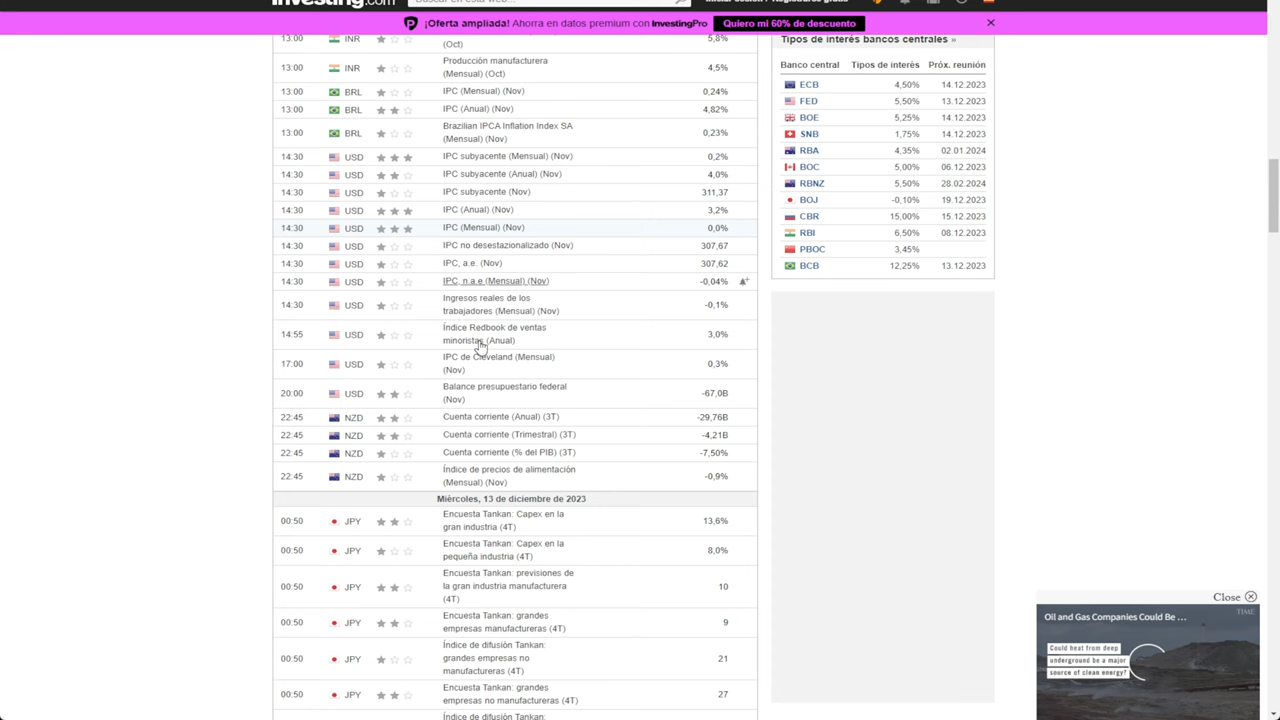 Investing.com
¡Oferta ampliada! Ahorra en datos premium con InvestingPro Quiero mi 60% de descuento
13:00 INR (Oct) 5,8%
13:00 INR Producción manufacturera
(Mensual) (Oct) 4,5%
13:00 BRL IPC (Mensual) (Nov) 0,24%
13:00 BRL IPC (Anual) (Nov) 4,82%
13:00 BRL Brazilian IPCA Inflation Index SA
(Mensual) (Nov) 0,23%
14:30 USD IPC subyacente (Mensual) (Nov) 0,2%
14:30 USD IPC subyacente (Anual) (Nov) 4,0%
14:30 USD IPC subyacente (Nov) 311,37
14:30 USD IPC (Anual) (Nov) 3,2%
14:30 USD IPC (Mensual) (Nov) 0,0%
14:30 USD IPC no desestazionalizado (Nov) 307,67
14:30 USD IPC, a.e. (Nov) 307,62
14:30 USD IPC, n.a.e (Mensual) (Nov) -0,04%
14:30 USD Ingresos reales de los
trabajadores (Mensual) (Nov) -0,1%
14:55 USD Índice Redbook de ventas
minoristas (Anual) 3,0%
17:00 USD IPC de Cleveland (Mensual)
(Nov) 0,3%
20:00 USD Balance presupuestario federal
(Nov) -67,0B
22:45 NZD Cuenta corriente (Anual) (3T) -29,76B
22:45 NZD Cuenta corriente (Trimestral) (3T) -4,21B
22:45 NZD Cuenta corriente (% del PIB) (3T) -7,50%
22:45 NZD Índice de precios de alimentación
(Mensual) (Nov) -0,9%
Miércoles, 13 de diciembre de 2023
00:50 JPY Encuesta Tankan: Capex en la
gran industria (4T) 13,6%
00:50 JPY Encuesta Tankan: Capex en la
pequeña industria (4T) 8,0%
00:50 JPY Encuesta Tankan: previsiones de
la gran industria manufacturera
(4T) 10
00:50 JPY Encuesta Tankan: grandes
empresas manufactureras (4T) 9
00:50 JPY Índice de difusión Tankan:
grandes empresas no
manufactureras (4T) 21
00:50 JPY Encuesta Tankan: grandes
empresas no manufactureras (4T) 27
Índice de difusión Tankan:
Tipos de interés bancos centrales »
Banco central Tipos de interés Próx. reunión
ECB 4,50% 14.12.2023
FED 5,50% 13.12.2023
BOE 5,25% 14.12.2023
SNB 1,75% 14.12.2023
RBA 4,35% 02.01.2024
BOC 5,00% 06.12.2023
RBNZ 5,50% 28.02.2024
BOJ -0,10% 19.12.2023
CBR 15,00% 15.12.2023
RBI 6,50% 08.12.2023
PBOC 3,45%
BCB 12,25% 13.12.2023
Close
TIME
Oil and Gas Companies Could Be ...
Could heat from deep
underground be a major
source of clean energy?